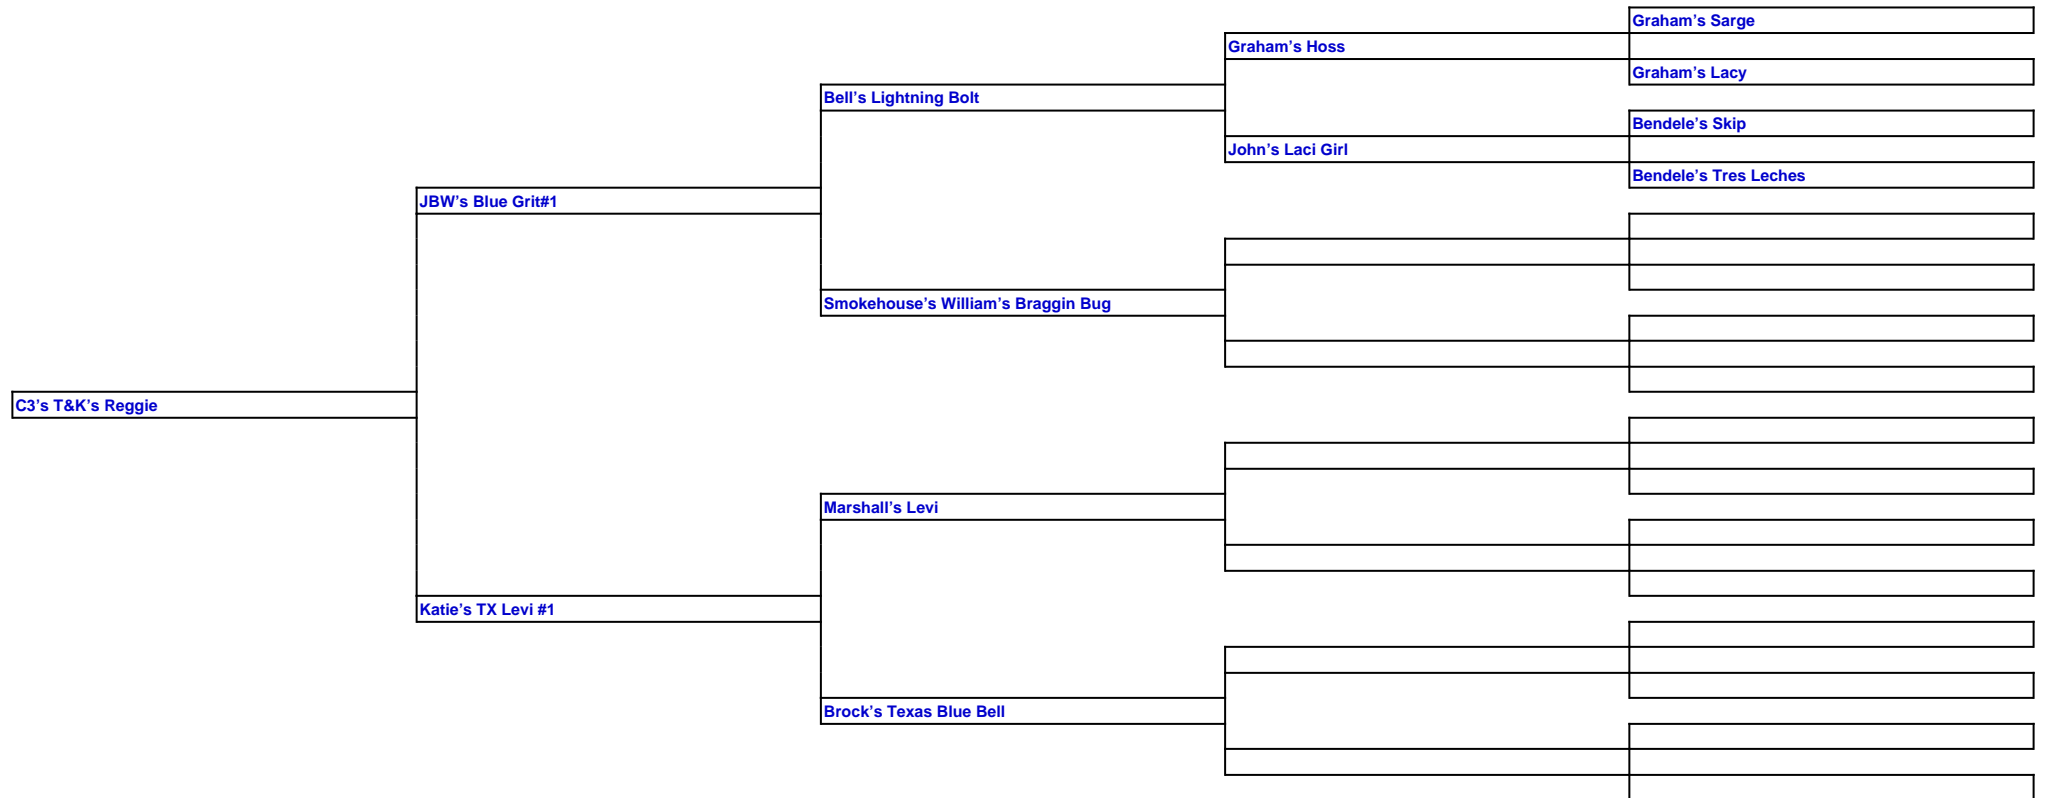 Graham’s Sarge
Graham’s Hoss
Graham’s Lacy
Bell’s Lightning Bolt
Bendele’s Skip
John’s Laci Girl
Bendele’s Tres Leches
JBW’s Blue Grit#1
Smokehouse’s William’s Braggin Bug
C3’s T&K’s Reggie
Marshall’s Levi
Katie’s TX Levi #1
Brock’s Texas Blue Bell